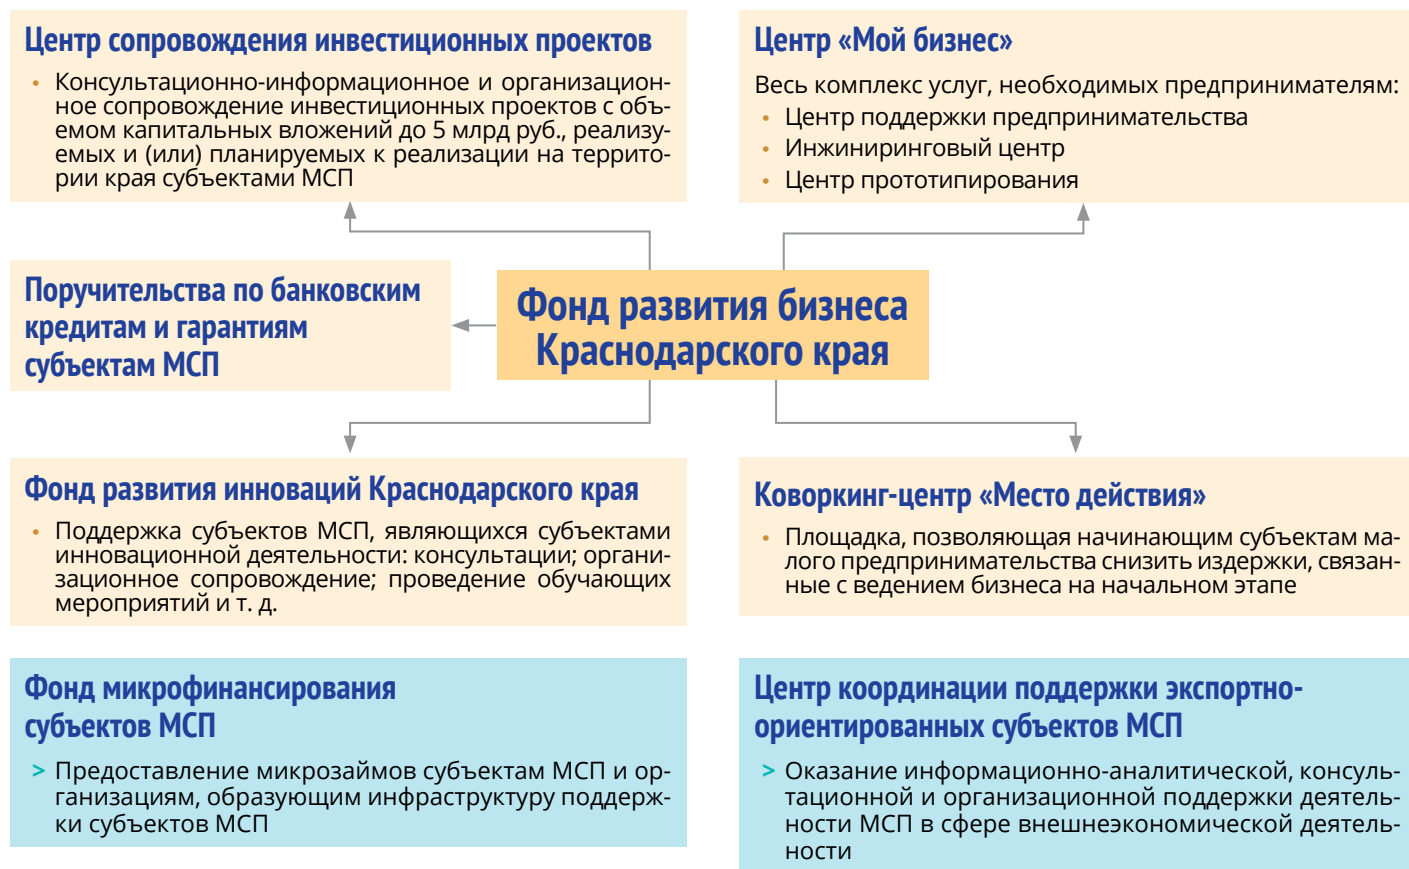 Центр сопровождения инвестиционных проектов
• Консультационно-информационное и организацион-
ное сопровождение инвестиционных проектов с объ-
емом капитальных вложений до 5 млрд руб., реализу-
емых и (или) планируемых к реализации на террито-
рии края субъектами МСП
Центр «Мой бизнес»
Весь комплекс услуг, необходимых предпринимателям:
• Центр поддержки предпринимательства
• Инжиниринговый центр
• Центр прототипирования
Поручительства по банковским
кредитам и гарантиям
субъектам МСП
Фонд развития бизнеса
Краснодарского края
Фонд развития инноваций Краснодарского края
• Поддержка субъектов МСП, являющихся субъектами
инновационной деятельности: консультации; органи-
зационное сопровождение; проведение обучающих
мероприятий и т. д.
Коворкинг-центр «Место действия»
• Площадка, позволяющая начинающим субъектам ма-
лого предпринимательства снизить издержки, связан-
ные с ведением бизнеса на начальном этапе
Фонд микрофинансирования
субъектов МСП
> Предоставление микрозаймов субъектам МСП и ор-
ганизациям, образующим инфраструктуру поддерж-
ки субъектов МСП
Центр координации поддержки экспортно-
ориентированных субъектов МСП
> Оказание информационно-аналитической, консуль-
тационной и организационной поддержки деятель-
ности МСП в сфере внешнеэкономической деятель-
ности